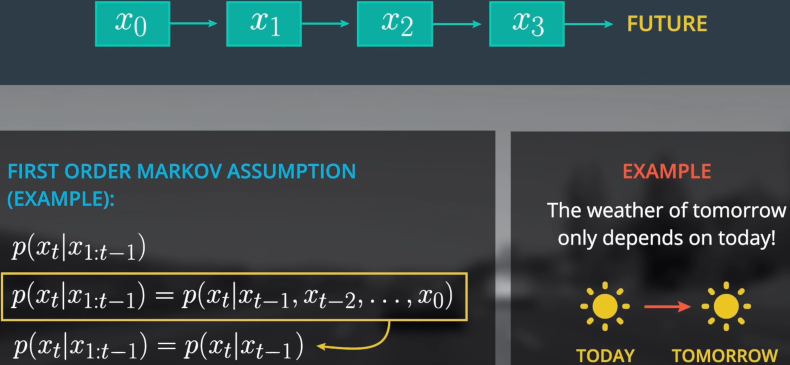 x_0 x_1 x_2 x_3 FUTURE
FIRST ORDER MARKOV ASSUMPTION
(EXAMPLE):
p(x_t|x_{1:t−1})
p(x_t|x_{1:t−1}) = p(x_t|x_{t−1}, x_{t−2}, . . . , x_0)
p(x_t|x_{1:t−1}) = p(x_t|x_{t−1})
EXAMPLE
The weather of tomorrow
only depends on today!
TODAY TOMORROW